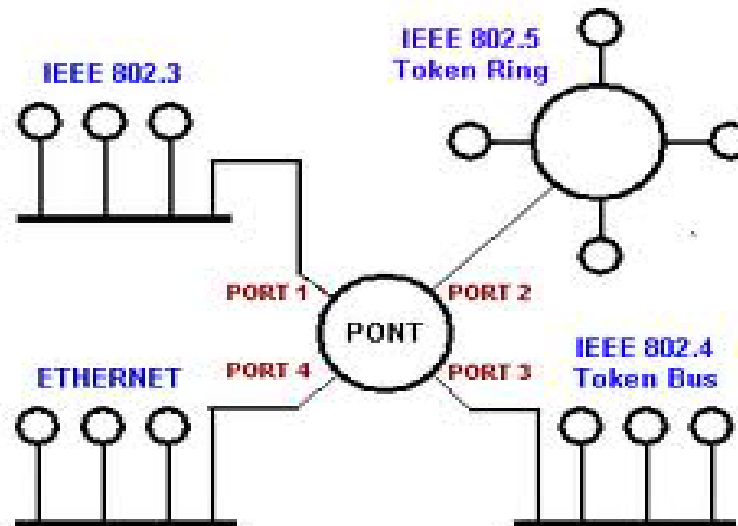 IEEE 802.3
IEEE 802.5
Token Ring
PORT 1
PORT 2
PONT
ETHERNET
PORT 4
PORT 3
IEEE 802.4
Token Bus